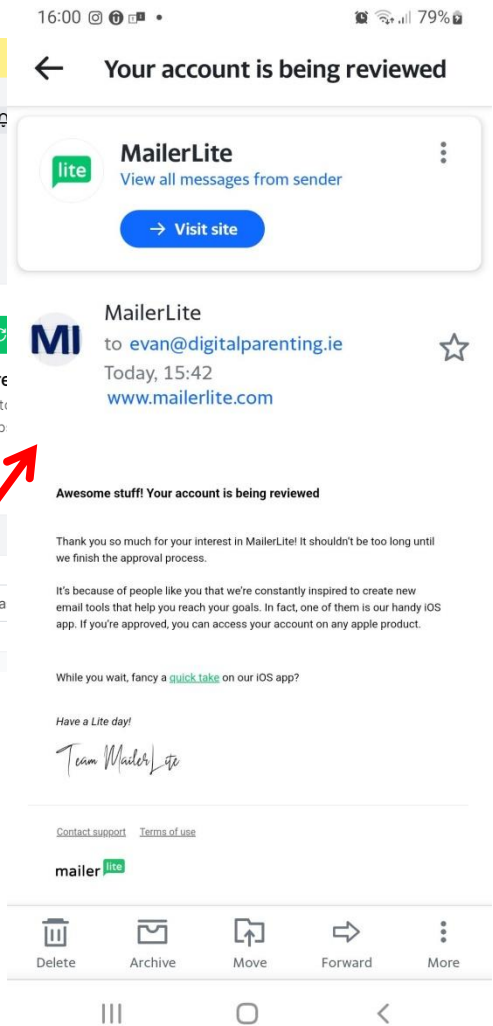 16:00
79%
Your account is being reviewed
lite
MailerLite
View all messages from sender
→ Visit site
MI
MailerLite
to evan@digitalparenting.ie
Today, 15:42
www.mailerlite.com
Awesome stuff! Your account is being reviewed
Thank you so much for your interest in MailerLite! It shouldn't be too long until
we finish the approval process.
It's because of people like you that we're constantly inspired to create new
email tools that help you reach your goals. In fact, one of them is our handy iOS
app. If you're approved, you can access your account on any apple product.
While you wait, fancy a quick take on our iOS app?
Have a Lite day!
Team MailerLite
Contact support Terms of use
mailer lite
Delete Archive Move Forward More